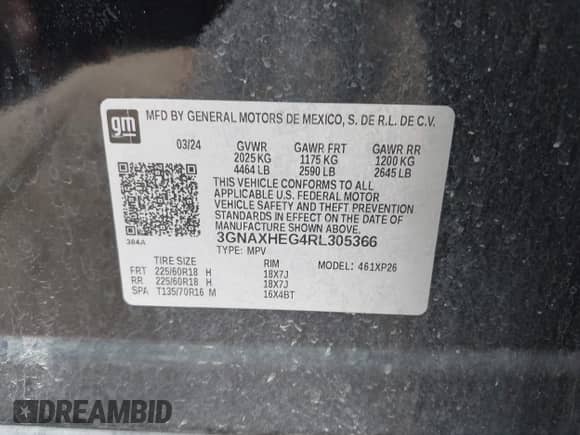 gm
MFD BY GENERAL MOTORS DE MEXICO, S. DE R.L. DE C.V.
03/24 GVWR GAWR FRT GAWR RR
2025 KG 1175 KG 1200 KG
4464 LB 2590 LB 2645 LB
THIS VEHICLE CONFORMS TO ALL
APPLICABLE U.S. FEDERAL MOTOR
VEHICLE SAFETY, BUMPER, AND THEFT
PREVENTION STANDARDS IN EFFECT ON
THE DATE OF MANUFACTURE SHOWN ABOVE.
384A 3GNAXHEG4RL305366
TYPE: MPV
TIRE SIZE RIM MODEL: 461XP26
FRT 225/60R18 H 18X7J
RR 225/60R18 H 18X7J
SPA T135/70R16 M 16X4BT
DREAMBID